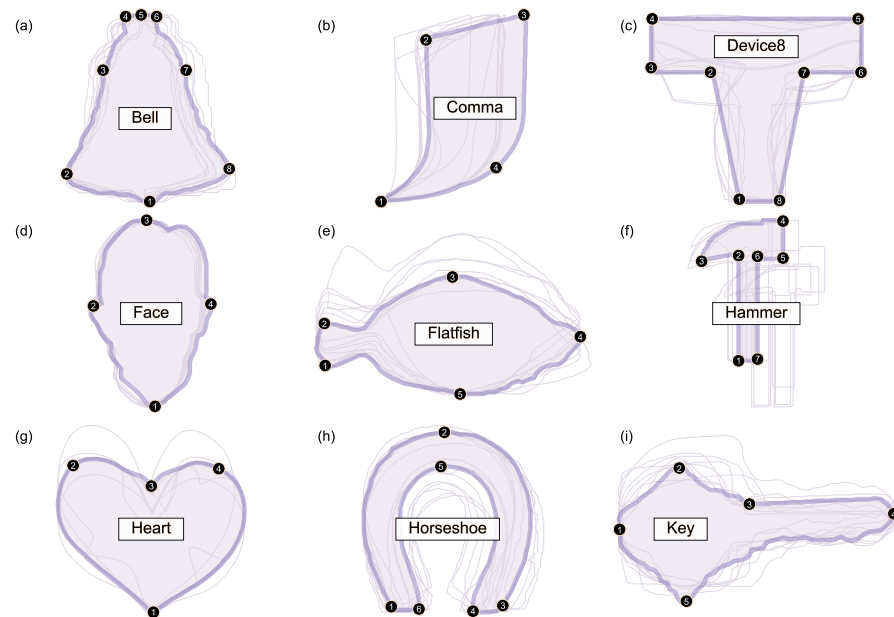 (a)
4 5 6
3 7
Bell
2 8
1
(b)
3
2
Comma
4
1
(c)
4 5
Device8
3 2 7 6
1 8
(d)
3
2 4
Face
1
(e)
3
2
Flatfish
4
1
5
(f)
4
3 2 6 5
Hammer
1 7
(g)
2 4
3
Heart
1
(h)
2
5
Horseshoe
1 6 4 3
(i)
2
3
4
1
Key
5